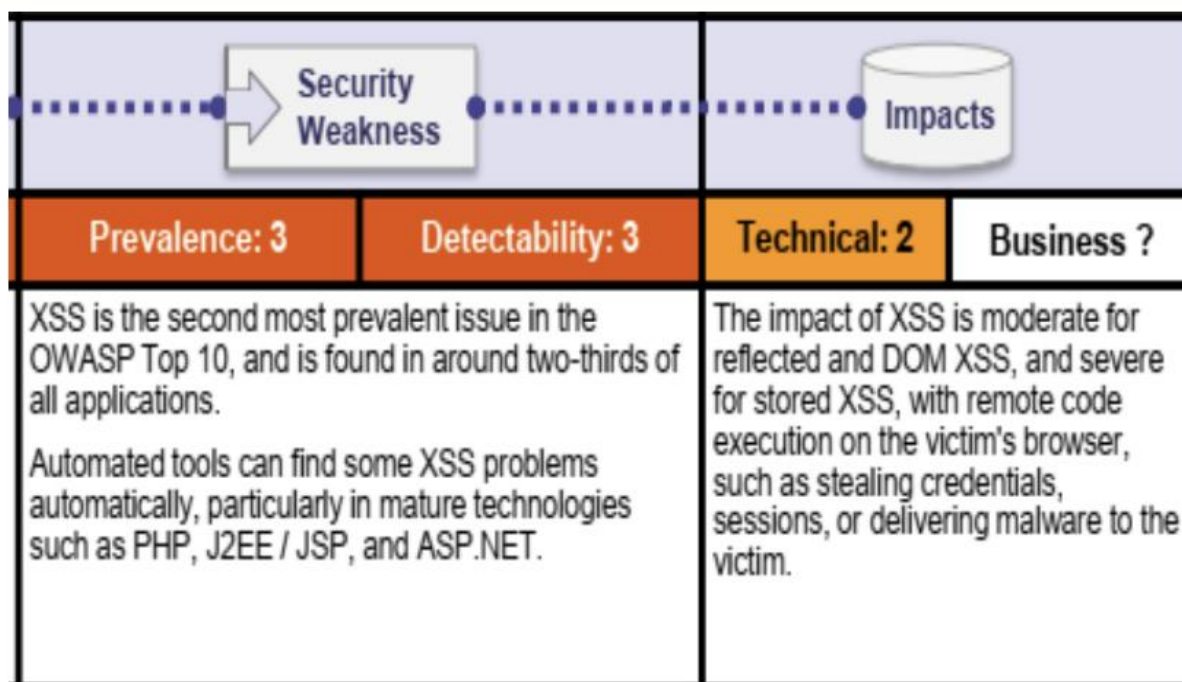 Security
Weakness
Impacts
Prevalence: 3
Detectability: 3
Technical: 2
Business ?
XSS is the second most prevalent issue in the
OWASP Top 10, and is found in around two-thirds of
all applications.
Automated tools can find some XSS problems
automatically, particularly in mature technologies
such as PHP, J2EE / JSP, and ASP.NET.
The impact of XSS is moderate for
reflected and DOM XSS, and severe
for stored XSS, with remote code
execution on the victim's browser,
such as stealing credentials,
sessions, or delivering malware to the
victim.